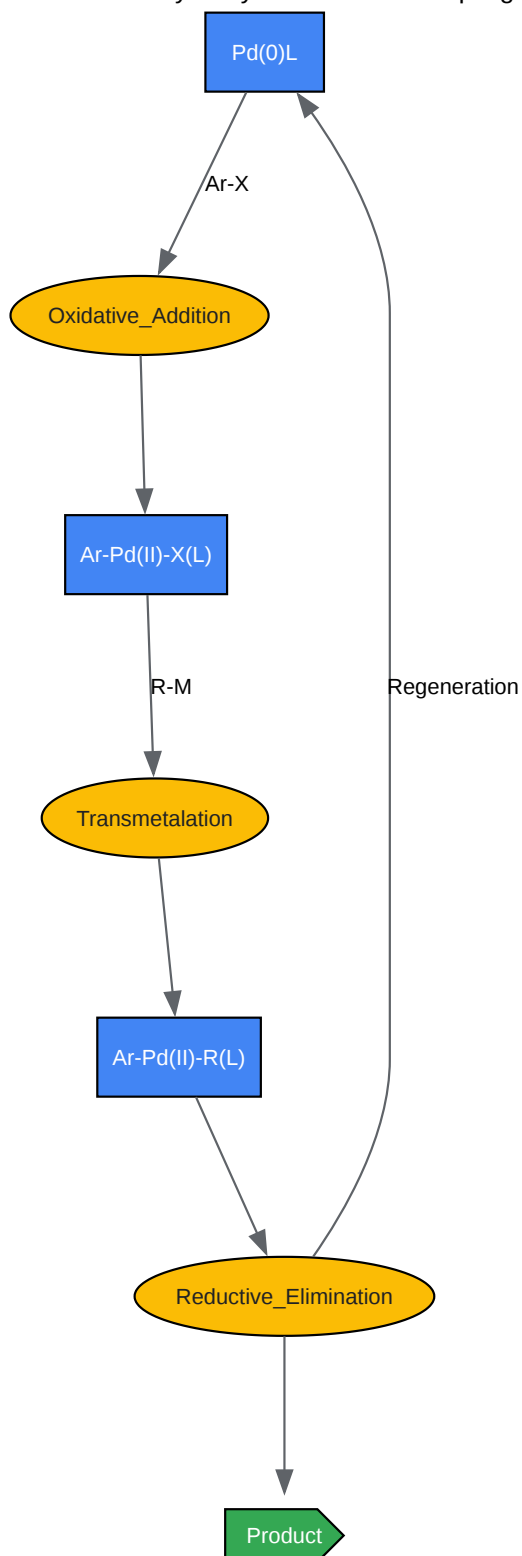 Pd(0)L
Ar-X
Oxidative_Addition
Ar-Pd(II)-X(L)
R-M
Regeneration
Transmetalation
Ar-Pd(II)-R(L)
Reductive_Elimination
Product